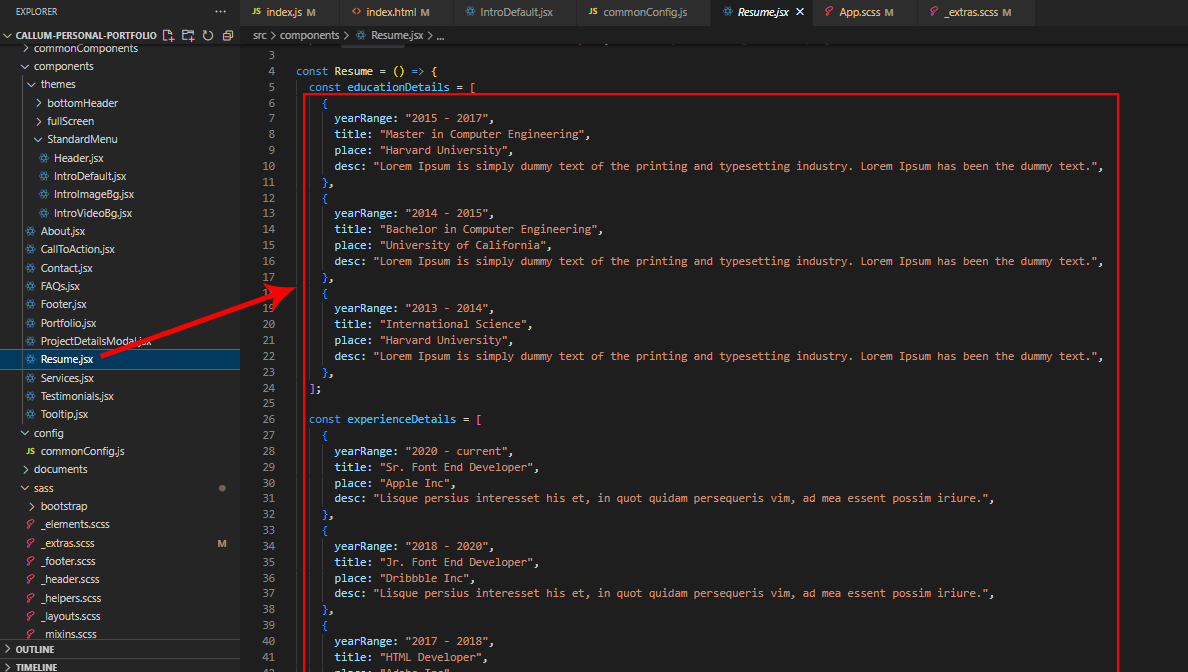 EXPLORER
···
CALLUM-PERSONAL-PORTFOLIO
commonComponents
components
themes
bottomHeader
fullScreen
StandardMenu
Header.jsx
IntroDefault.jsx
IntroImageBg.jsx
IntroVideoBg.jsx
About.jsx
CallToAction.jsx
Contact.jsx
FAQs.jsx
Footer.jsx
Portfolio.jsx
ProjectDetailsModal.jsx
Resume.jsx
Services.jsx
Testimonials.jsx
Tooltip.jsx
config
JS commonConfig.js
documents
sass
bootstrap
_elements.scss
_extras.scss M
_footer.scss
_header.scss
_helpers.scss
_layouts.scss
_mixins.scss
OUTLINE
TIMELINE
JS index.js M <> index.html M IntroDefault.jsx JS commonConfig.js Resume.jsx × App.scss M _extras.scss M
src > components > Resume.jsx > ...
3
4 const Resume = () => {
5 const educationDetails = [
6 {
7 yearRange: "2015 - 2017",
8 title: "Master in Computer Engineering",
9 place: "Harvard University",
10 desc: "Lorem Ipsum is simply dummy text of the printing and typesetting industry. Lorem Ipsum has been the dummy text.",
11 },
12 {
13 yearRange: "2014 - 2015",
14 title: "Bachelor in Computer Engineering",
15 place: "University of California",
16 desc: "Lorem Ipsum is simply dummy text of the printing and typesetting industry. Lorem Ipsum has been the dummy text.",
17 },
{
19 yearRange: "2013 - 2014",
20 title: "International Science",
21 place: "Harvard University",
22 desc: "Lorem Ipsum is simply dummy text of the printing and typesetting industry. Lorem Ipsum has been the dummy text.",
23 },
24 ];
25
26 const experienceDetails = [
27 {
28 yearRange: "2020 - current",
29 title: "Sr. Font End Developer",
30 place: "Apple Inc",
31 desc: "Lisque persius interesset his et, in quot quidam persequeris vim, ad mea essent possim iriure.",
32 },
33 {
34 yearRange: "2018 - 2020",
35 title: "Jr. Font End Developer",
36 place: "Dribbble Inc",
37 desc: "Lisque persius interesset his et, in quot quidam persequeris vim, ad mea essent possim iriure.",
38 },
39 {
40 yearRange: "2017 - 2018",
41 title: "HTML Developer",